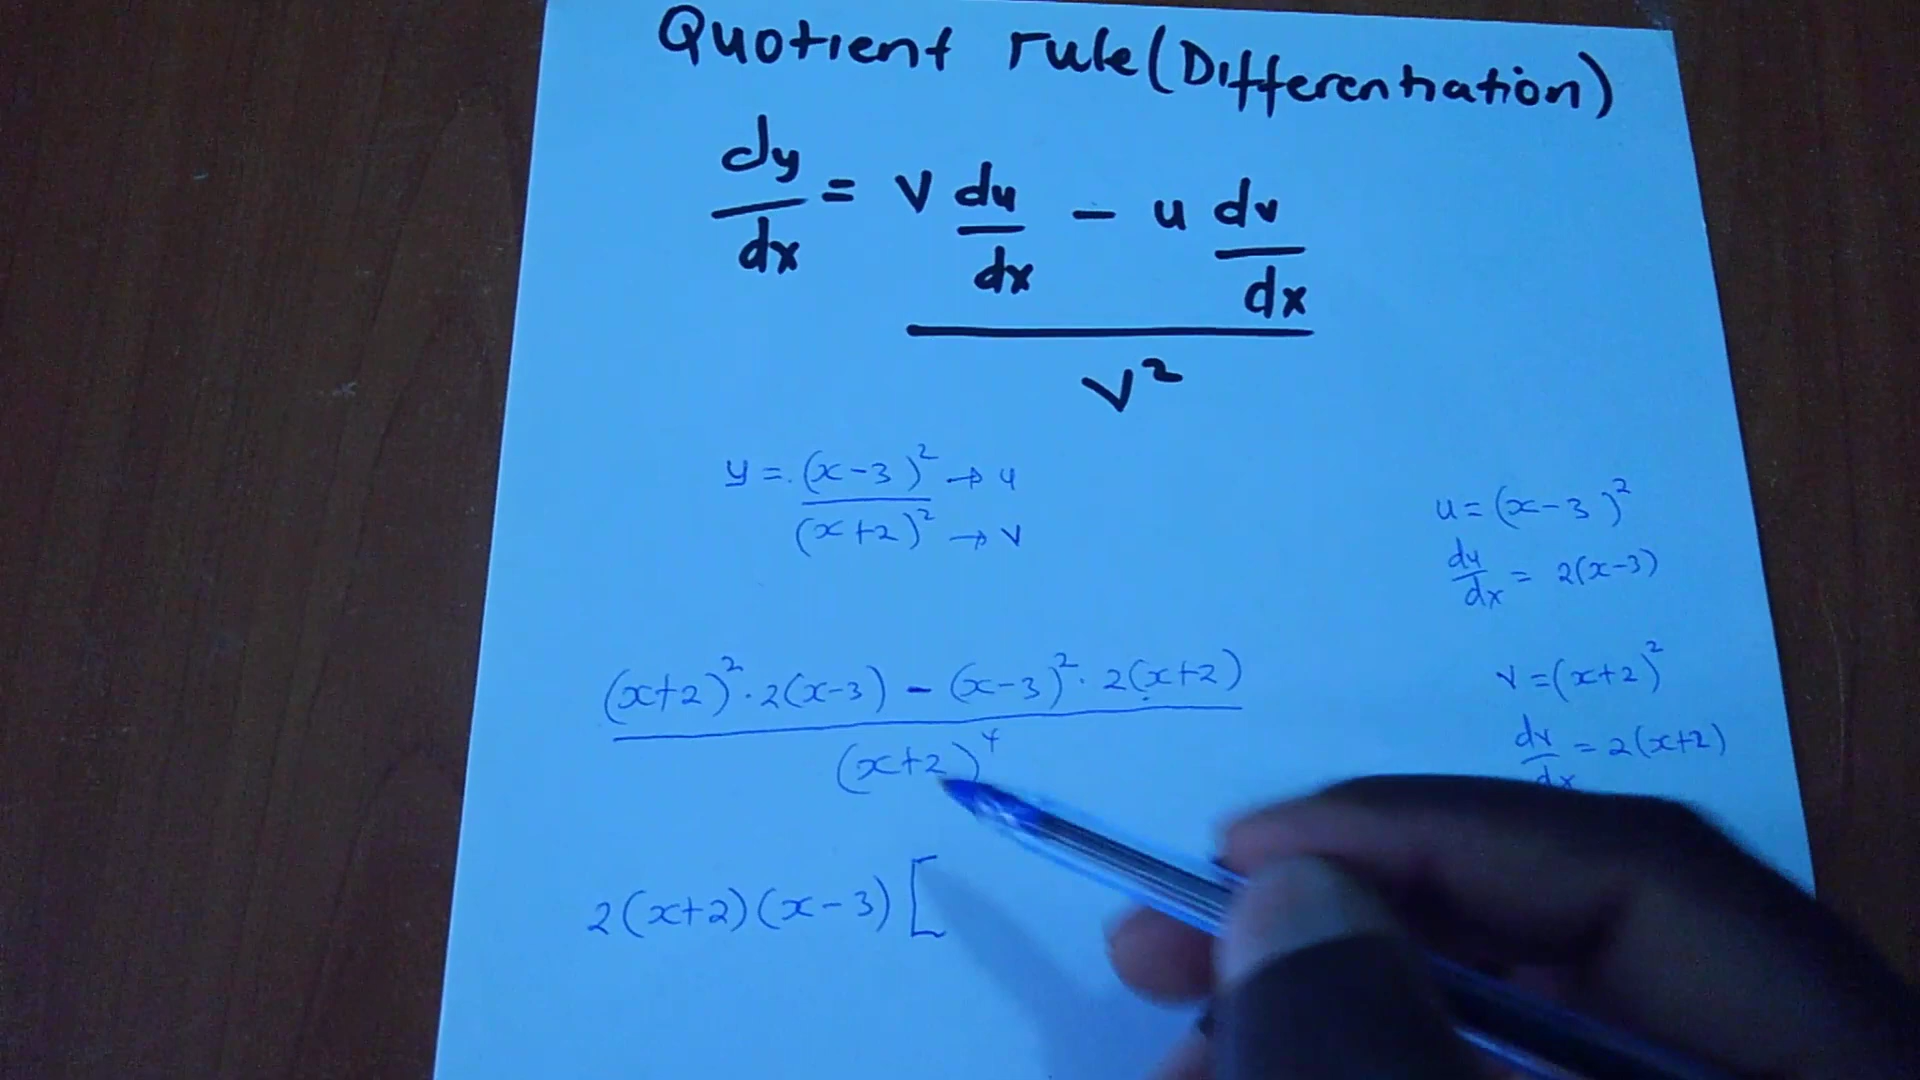 Quotient rule (Differentiation)
dy/dx = v du/dx - u dv/dx
v²
y = (x-3)² → u
(x+2)² → v
u = (x-3)²
du/dx = 2(x-3)
v = (x+2)²
dv/dx = 2(x+2)
(x+2)² · 2(x-3) - (x-3)² · 2(x+2)
(x+2)⁴
2(x+2)(x-3)[